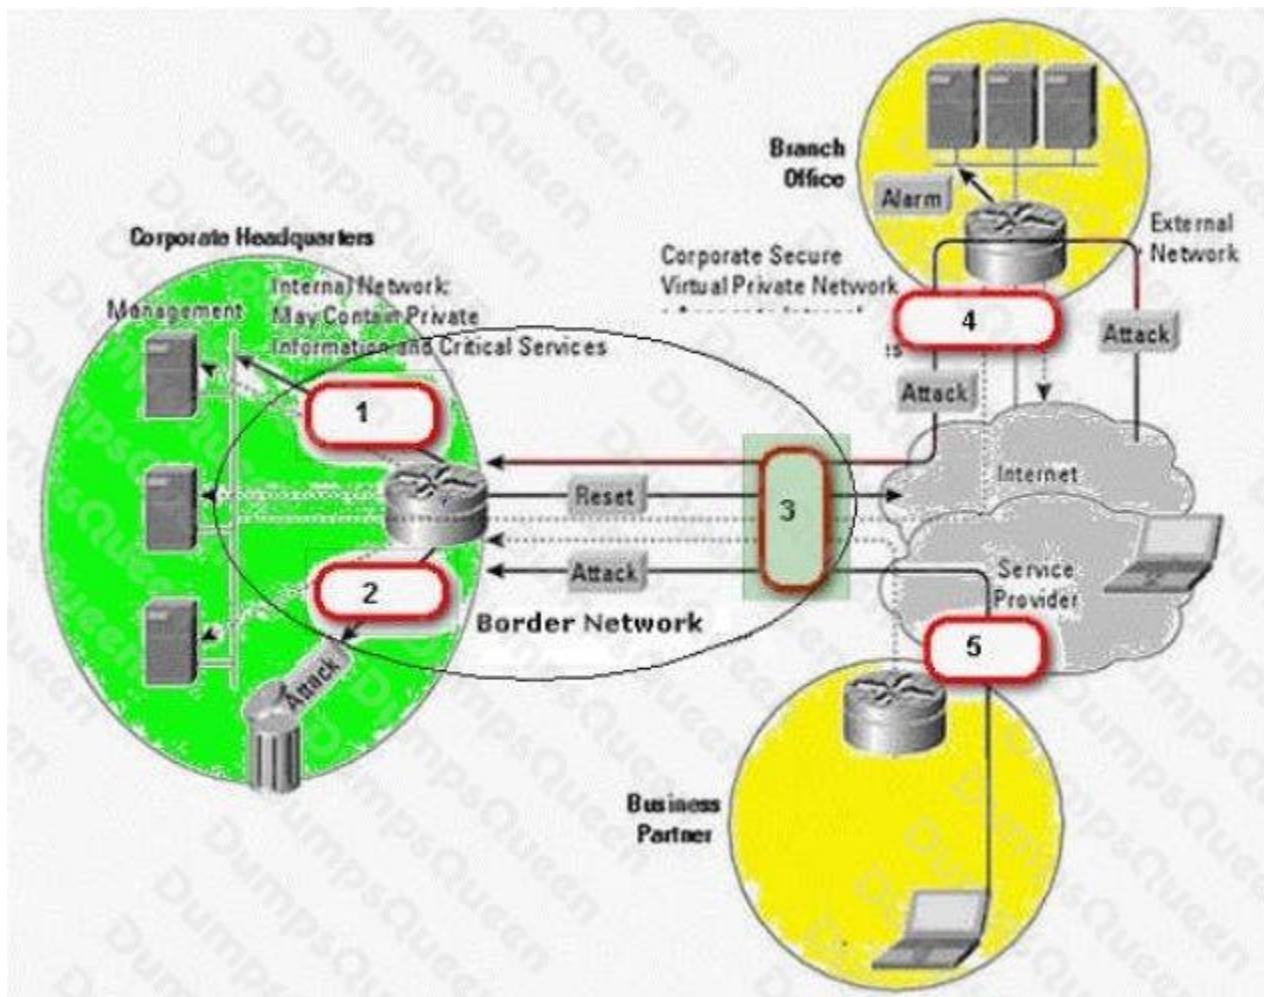 Branch
Office
Alarm
External
Network
Corporate Headquarters
Corporate Secure
Virtual Private Network
Internal Network:
May Contain Private
Information and Critical Services
Management
4
Attack
Attack
1
Internet
Reset
3
Attack
Service
Provider
2
Border Network
5
Attack
Business
Partner
DumpsQueen